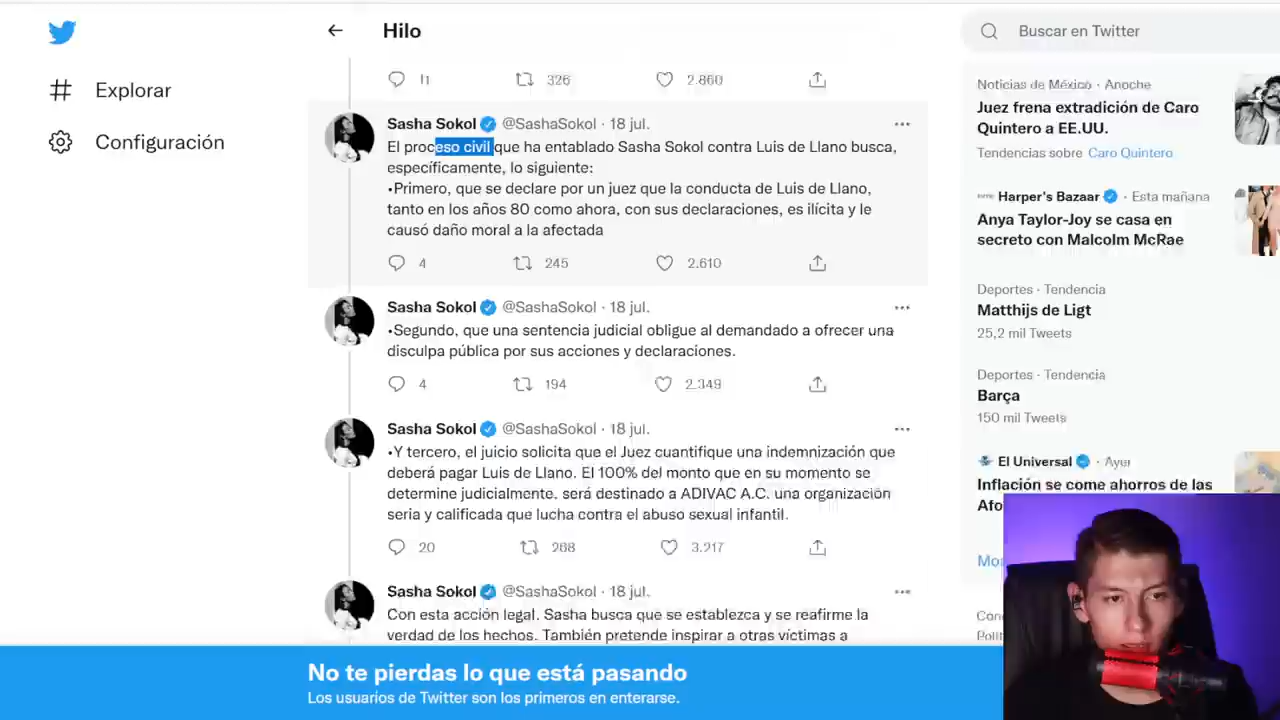 Hilo
Buscar en Twitter
Explorar
Configuración
11 326 2.860
Sasha Sokol @SashaSokol · 18 jul.
El proceso civil que ha entablado Sasha Sokol contra Luis de Llano busca,
específicamente, lo siguiente:
•Primero, que se declare por un juez que la conducta de Luis de Llano,
tanto en los años 80 como ahora, con sus declaraciones, es ilícita y le
causó daño moral a la afectada
4 245 2.610
Sasha Sokol @SashaSokol · 18 jul.
•Segundo, que una sentencia judicial obligue al demandado a ofrecer una
disculpa pública por sus acciones y declaraciones.
4 194 2.349
Sasha Sokol @SashaSokol · 18 jul.
•Y tercero, el juicio solicita que el Juez cuantifique una indemnización que
deberá pagar Luis de Llano. El 100% del monto que en su momento se
determine judicialmente. será destinado a ADIVAC A.C. una organización
seria y calificada que lucha contra el abuso sexual infantil.
20 268 3.217
Sasha Sokol @SashaSokol · 18 jul.
Con esta acción legal. Sasha busca que se establezca y se reafirme la
verdad de los hechos. También pretende inspirar a otras víctimas a
Noticias de México · Anoche
Juez frena extradición de Caro
Quintero a EE.UU.
Tendencias sobre Caro Quintero
Harper's Bazaar · Esta mañana
Anya Taylor-Joy se casa en
secreto con Malcolm McRae
Deportes · Tendencia
Matthijs de Ligt
25,2 mil Tweets
Deportes · Tendencia
Barça
150 mil Tweets
El Universal · Ayer
Inflación se come ahorros de las
Afo
Mo
Con
Polít
No te pierdas lo que está pasando
Los usuarios de Twitter son los primeros en enterarse.